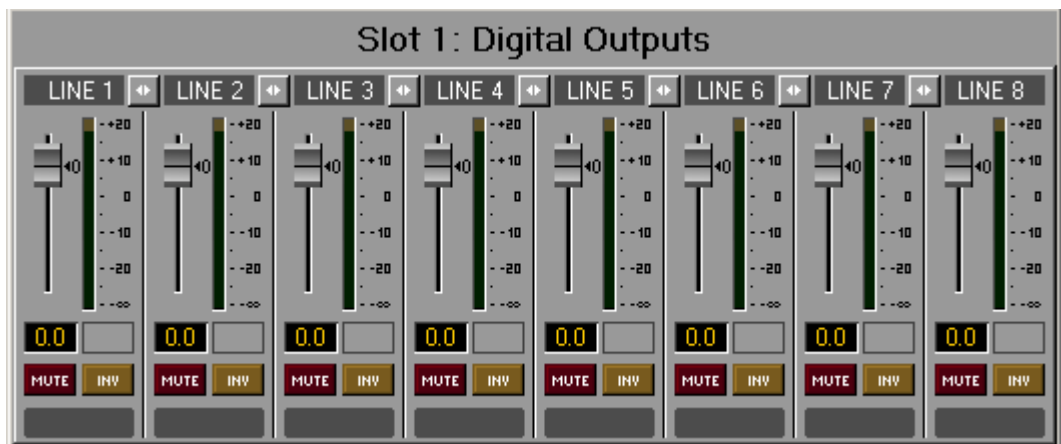 Slot 1: Digital Outputs
LINE 1 LINE 2 LINE 3 LINE 4 LINE 5 LINE 6 LINE 7 LINE 8
-+20 -+20 -+20 -+20 -+20 -+20 -+20 -+20
0 -+10 0 -+10 0 -+10 0 -+10 0 -+10 0 -+10 0 -+10 0 -+10
- 0 - 0 - 0 - 0 - 0 - 0 - 0 - 0
--10 --10 --10 --10 --10 --10 --10 --10
--20 --20 --20 --20 --20 --20 --20 --20
--∞ --∞ --∞ --∞ --∞ --∞ --∞ --∞
0.0 0.0 0.0 0.0 0.0 0.0 0.0 0.0
MUTE INV MUTE INV MUTE INV MUTE INV MUTE INV MUTE INV MUTE INV MUTE INV